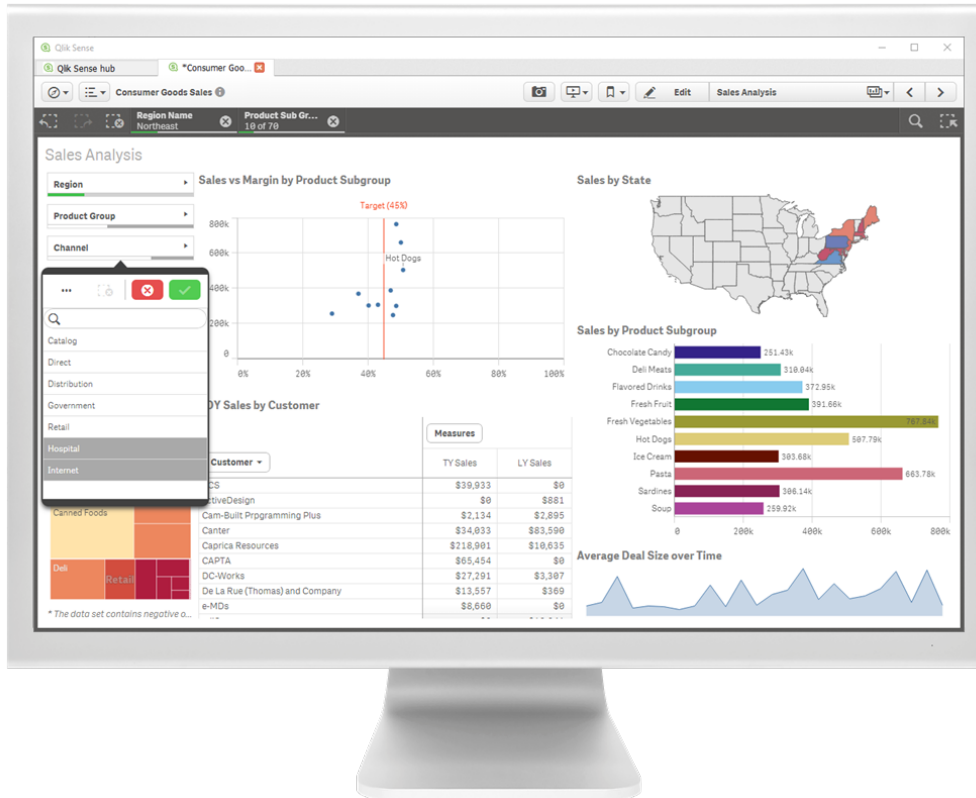 Qlik Sense
Qlik Sense hub
*Consumer Goo...
Consumer Goods Sales
Edit
Sales Analysis
Region Name
Northeast
Product Sub Gr...
10 of 70
Sales Analysis
Region
Product Group
Channel
Catalog
Direct
Distribution
Government
Retail
Hospital
Internet
Canned Foods
Deli
Retail
* The data set contains negative o...
Sales vs Margin by Product Subgroup
Target (45%)
800k
600k
400k
200k
0
Hot Dogs
0% 20% 40% 60% 80% 100%
DY Sales by Customer
Measures
Customer
TY Sales LY Sales
CS $39,933 $0
ctiveDesign $0 $881
Cam-Built Prpgramming Plus $2,134 $2,895
Canter $34,033 $83,590
Caprica Resources $218,901 $10,635
CAPTA $65,454 $0
DC-Works $27,291 $3,307
De La Rue (Thomas) and Company $13,557 $369
e-MDs $8,660 $0
Sales by State
Sales by Product Subgroup
Chocolate Candy 251.43k
Deli Meats 310.04k
Flavored Drinks 372.95k
Fresh Fruit 391.66k
Fresh Vegetables 767.84k
Hot Dogs 507.79k
Ice Cream 303.68k
Pasta 663.78k
Sardines 306.14k
Soup 259.92k
0 200k 400k 600k 800k
Average Deal Size over Time